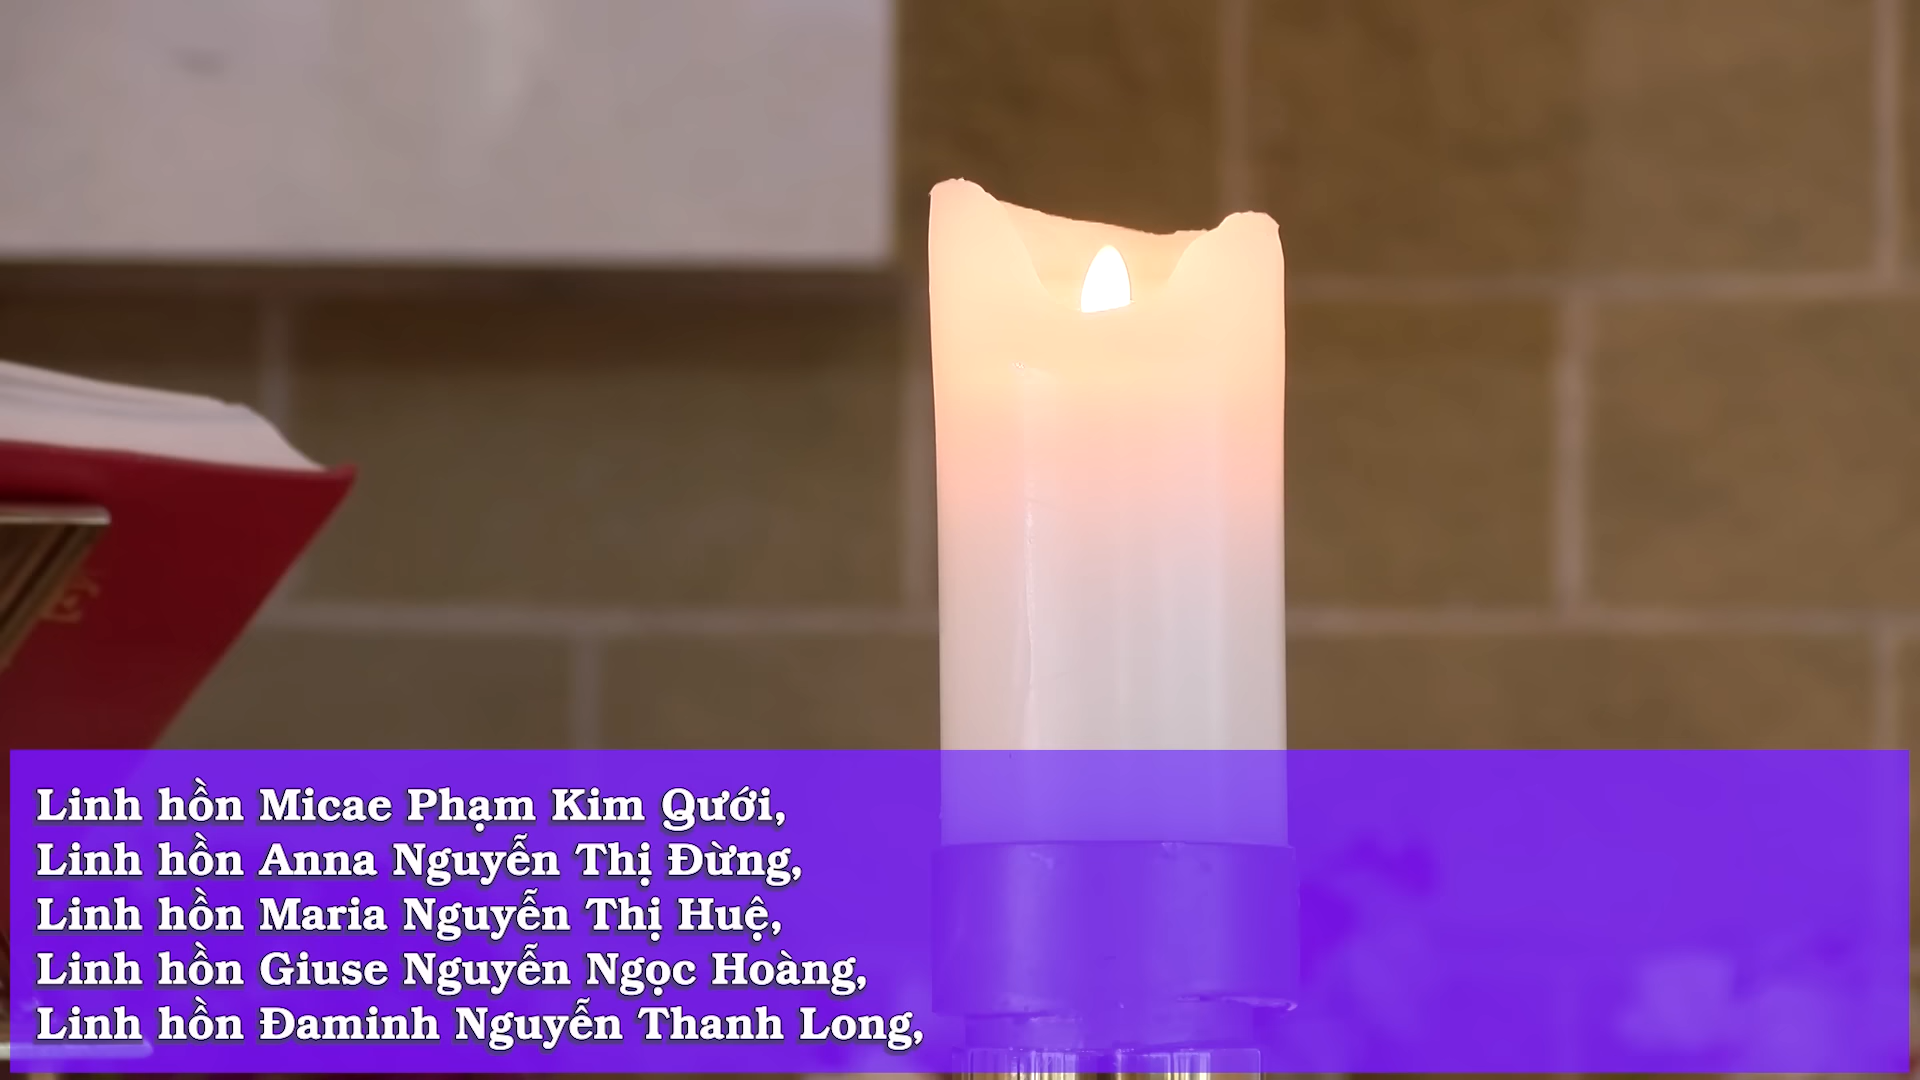 Linh hồn Micae Phạm Kim Qưới,
Linh hồn Anna Nguyễn Thị Đừng,
Linh hồn Maria Nguyễn Thị Huệ,
Linh hồn Giuse Nguyễn Ngọc Hoàng,
Linh hồn Đaminh Nguyễn Thanh Long,